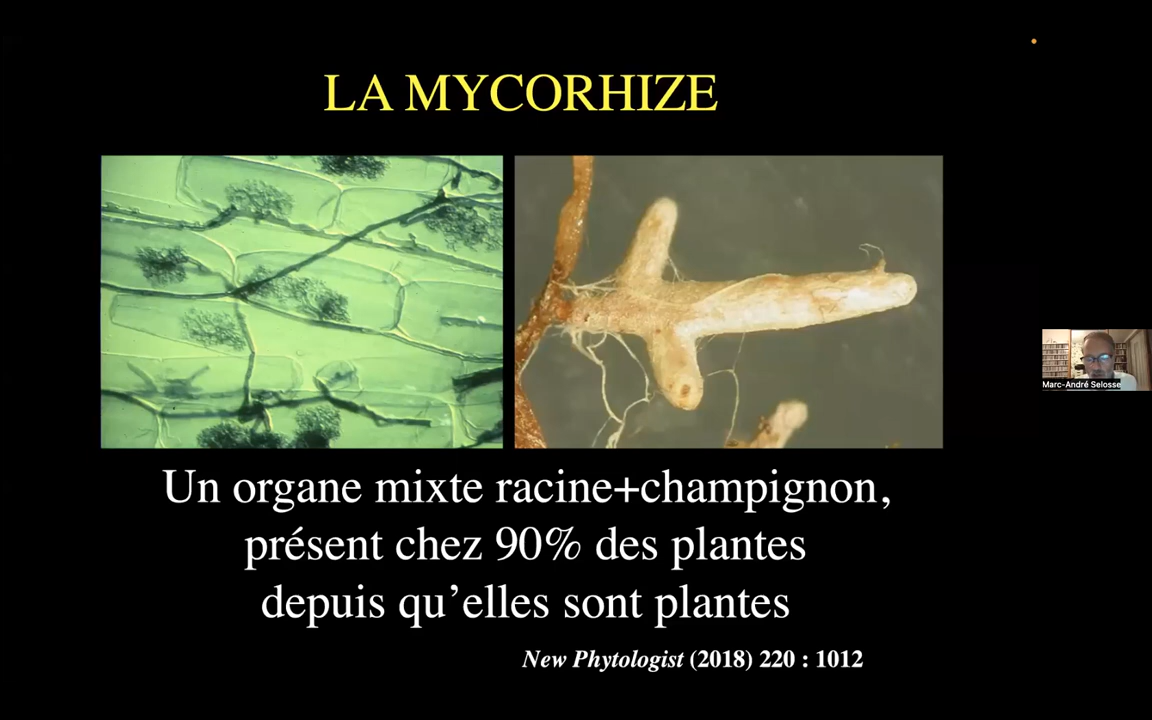 LA MYCORHIZE
Un organe mixte racine+champignon,
présent chez 90% des plantes
depuis qu’elles sont plantes
New Phytologist (2018) 220 : 1012
Marc-André Selosse